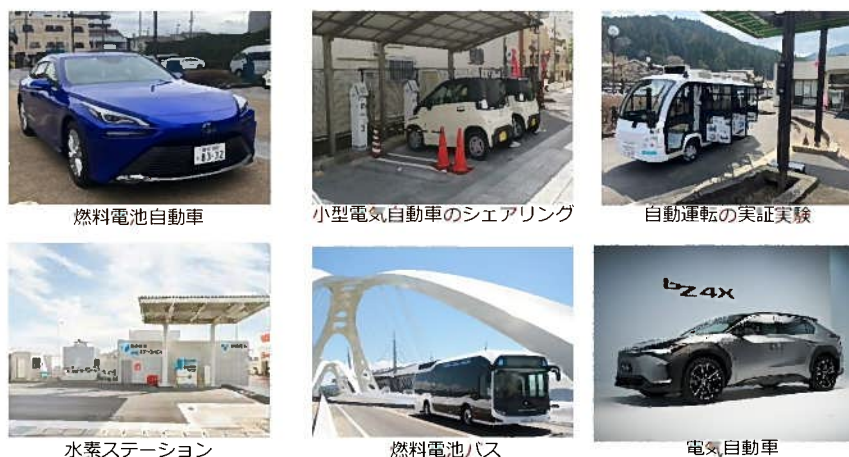 83-32
燃料電池自動車
小型電気自動車のシェアリング
自動運転の実証実験
bZ4X
水素ステーション
燃料電池バス
電気自動車